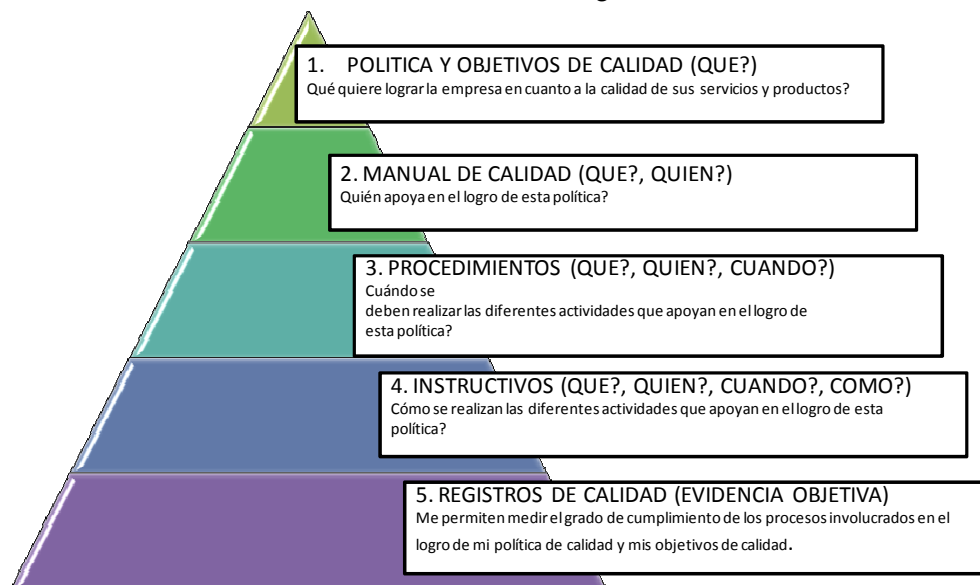 1. POLITICA Y OBJETIVOS DE CALIDAD (QUE?)
Qué quiere lograr la empresa en cuanto a la calidad de sus servicios y productos?
2. MANUAL DE CALIDAD (QUE?, QUIEN?)
Quién apoya en el logro de esta política?
3. PROCEDIMIENTOS (QUE?, QUIEN?, CUANDO?)
Cuándo se
deben realizar las diferentes actividades que apoyan en el logro de
esta política?
4. INSTRUCTIVOS (QUE?, QUIEN?, CUANDO?, COMO?)
Cómo se realizan las diferentes actividades que apoyan en el logro de esta
política?
5. REGISTROS DE CALIDAD (EVIDENCIA OBJETIVA)
Me permiten medir el grado de cumplimiento de los procesos involucrados en el
logro de mi política de calidad y mis objetivos de calidad.